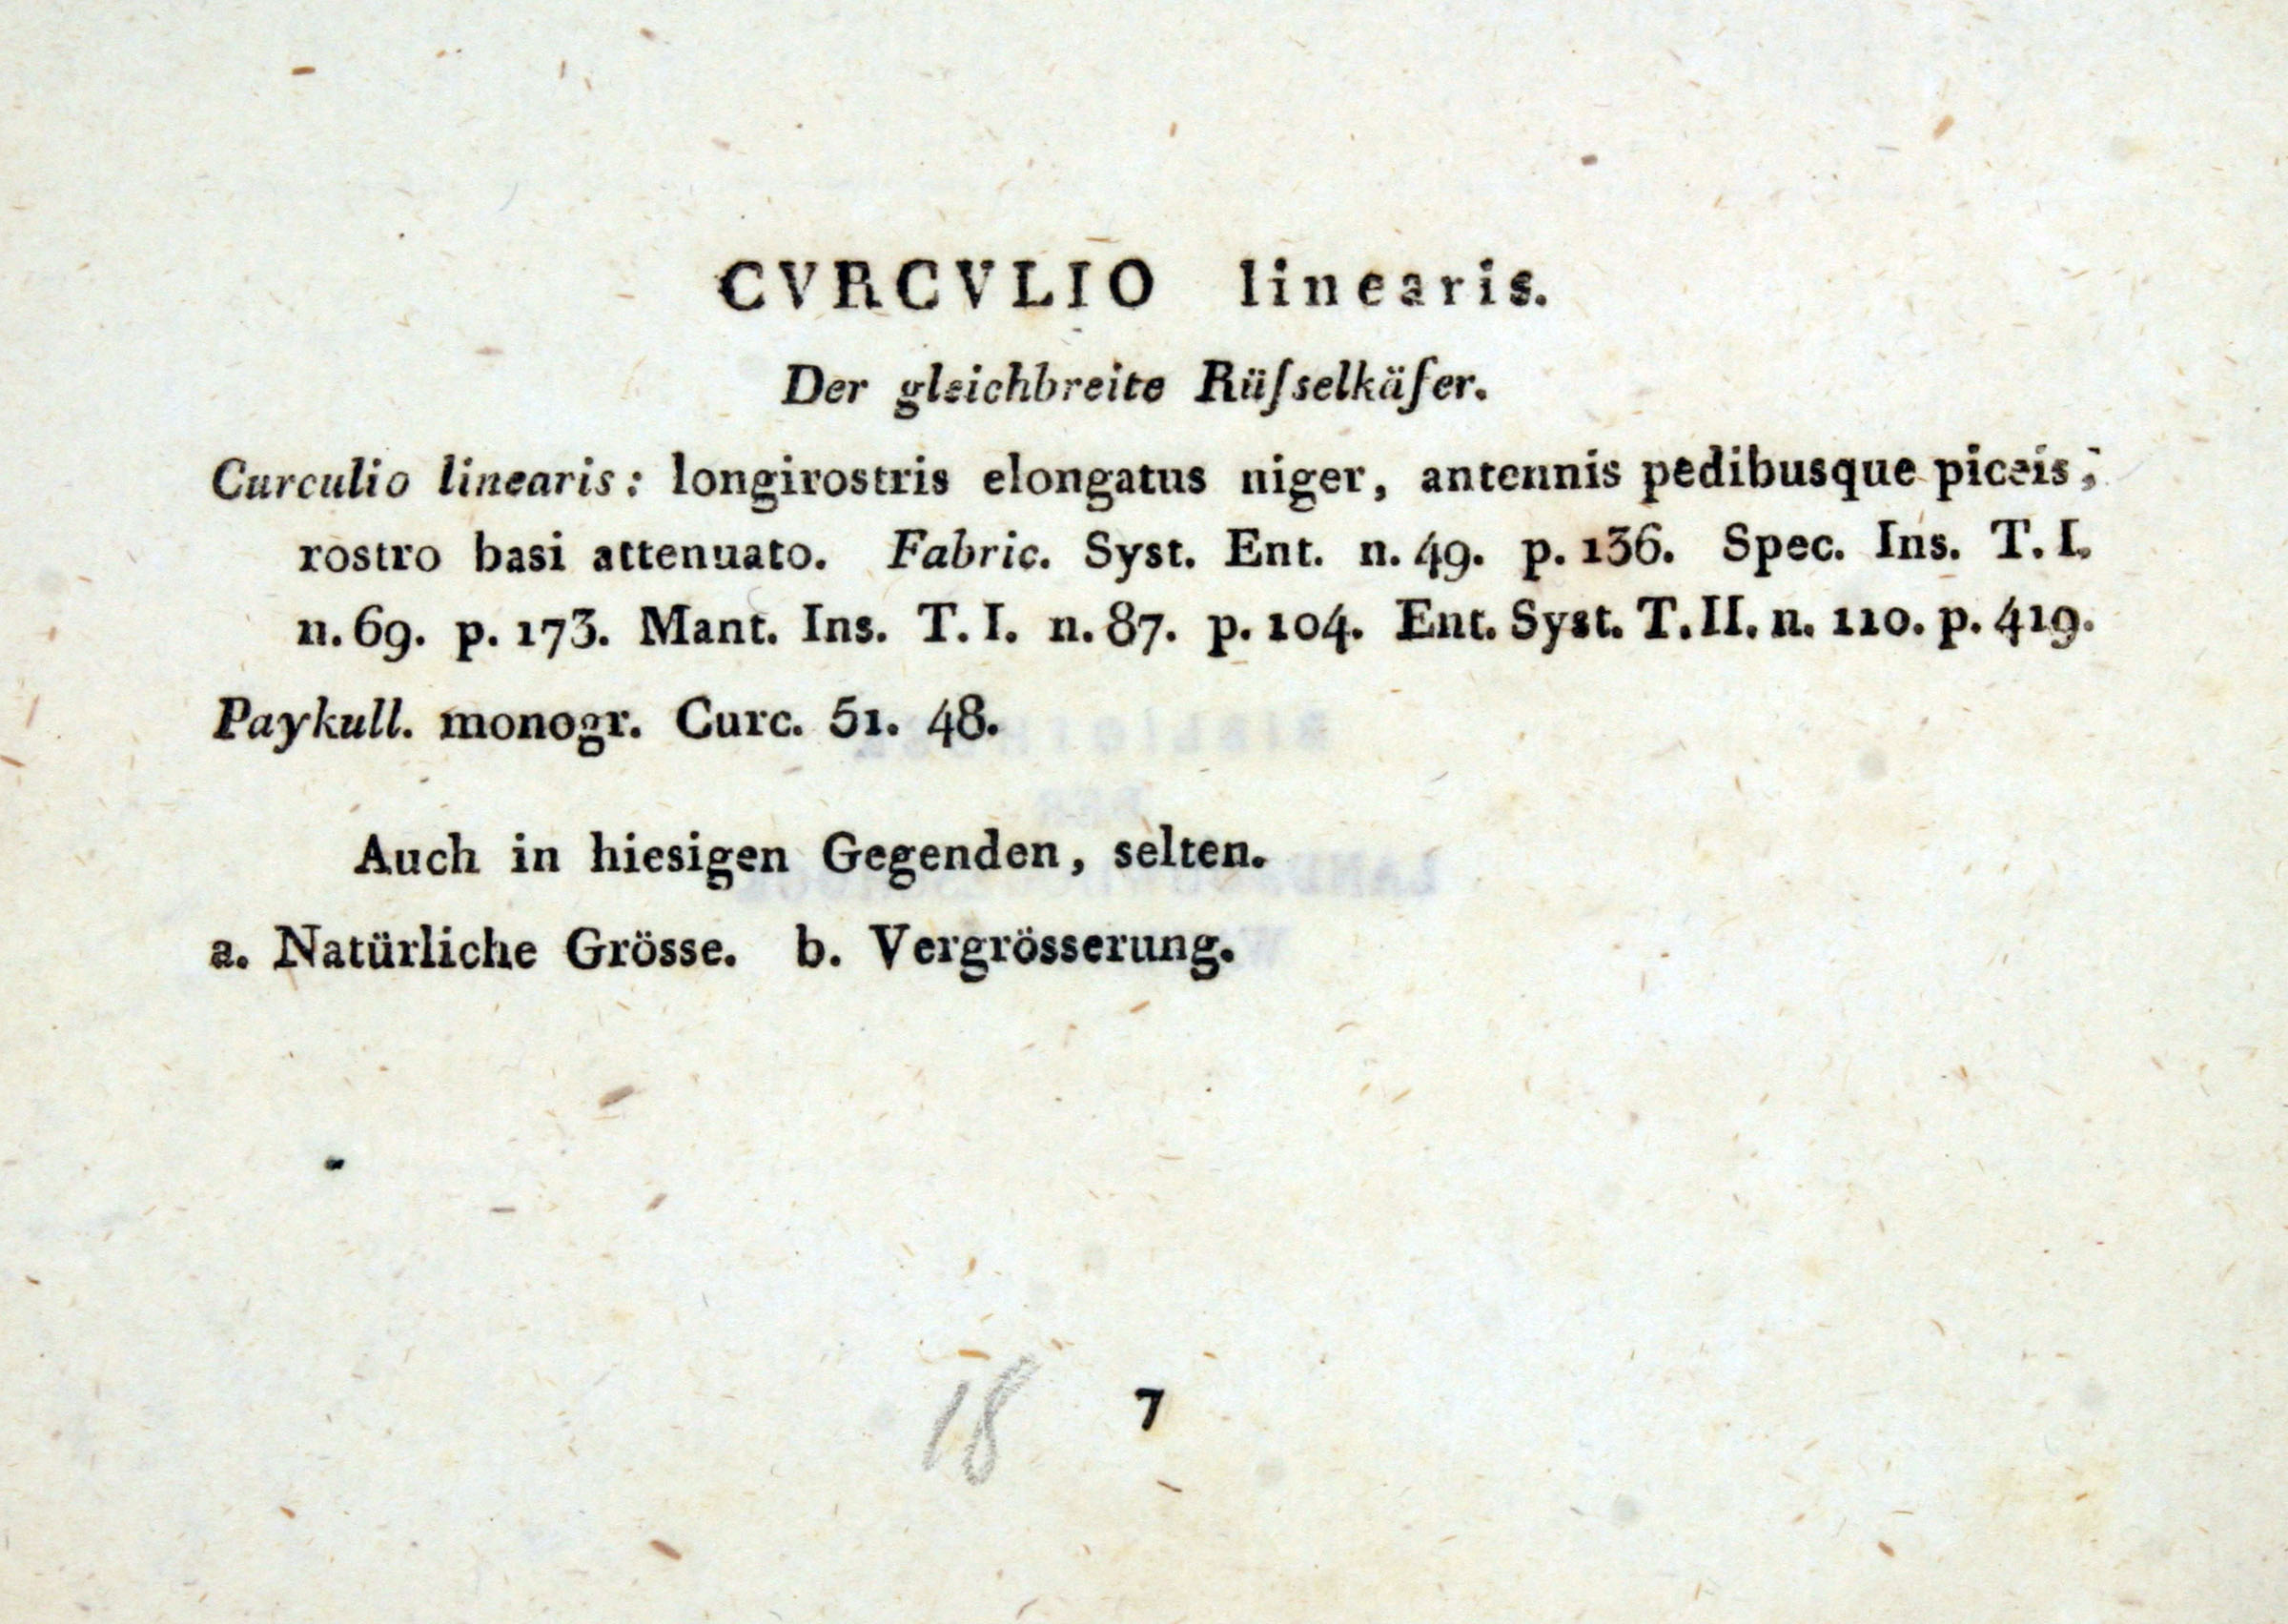 CVRCVLIO linearis.
Der gleichbreite Rüſselkäſer.
Curculio linearis: longirostris elongatus niger, antennis pedibusque piceis,
rostro basi attenuato. Fabric. Syst. Ent. n. 49. p. 136. Spec. Ins. T. I.
n. 69. p. 173. Mant. Ins. T. I. n. 87. p. 104. Ent. Syst. T. II. n. 110. p. 419.
Paykull. monogr. Curc. 51. 48.
Auch in hiesigen Gegenden, selten.
a. Natürliche Grösse. b. Vergrösserung.
18 7